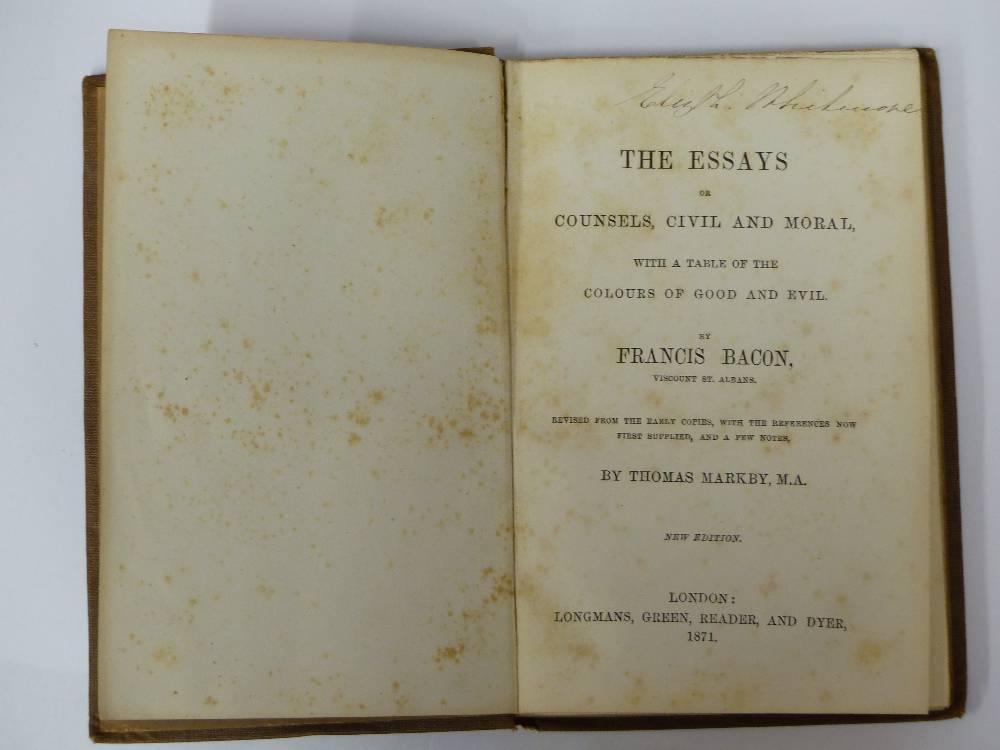 Whitmore
THE ESSAYS
OR
COUNSELS, CIVIL AND MORAL,
WITH A TABLE OF THE
COLOURS OF GOOD AND EVIL.
BY
FRANCIS BACON,
VISCOUNT ST. ALBANS.
REVISED FROM THE EARLY COPIES, WITH THE REFERENCES NOW
FIRST SUPPLIED, AND A FEW NOTES,
BY THOMAS MARKBY, M.A.
NEW EDITION.
LONDON:
LONGMANS, GREEN, READER, AND DYER,
1871.